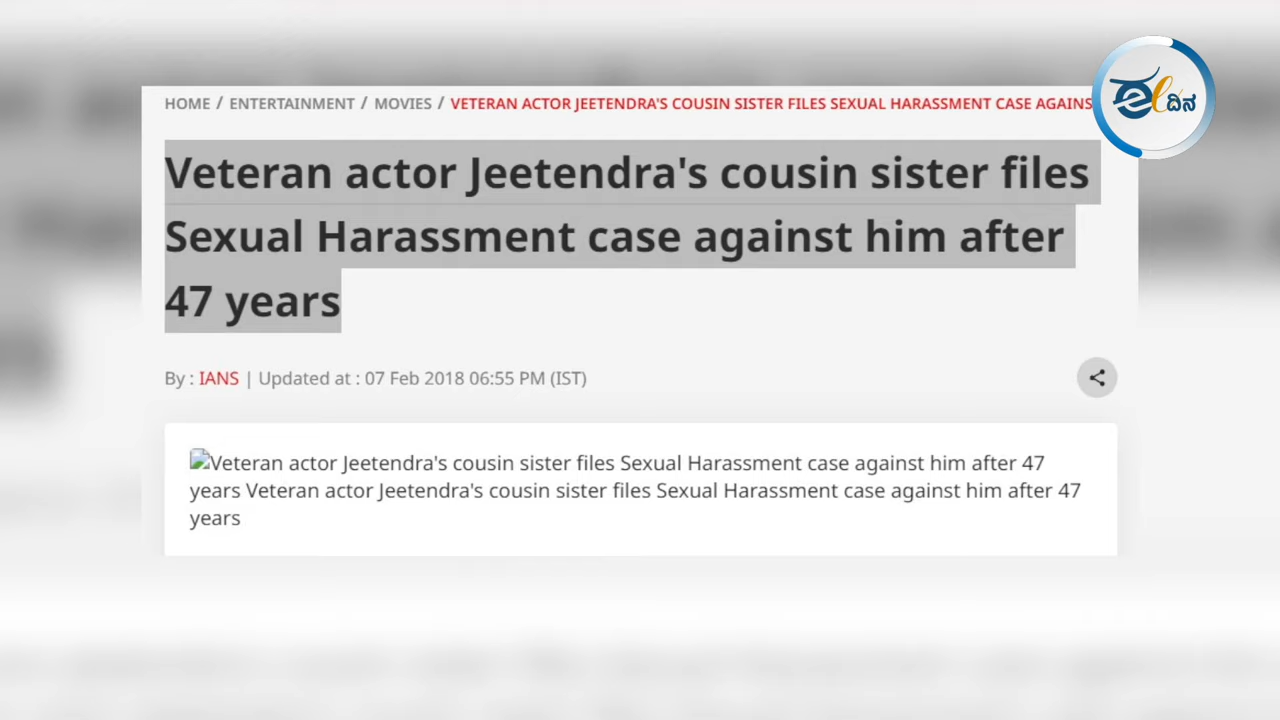 HOME / ENTERTAINMENT / MOVIES / VETERAN ACTOR JEETENDRA'S COUSIN SISTER FILES SEXUAL HARASSMENT CASE AGAINS
ಈ ದಿನ
Veteran actor Jeetendra's cousin sister files
Sexual Harassment case against him after
47 years
By : IANS | Updated at : 07 Feb 2018 06:55 PM (IST)
Veteran actor Jeetendra's cousin sister files Sexual Harassment case against him after 47
years Veteran actor Jeetendra's cousin sister files Sexual Harassment case against him after 47
years